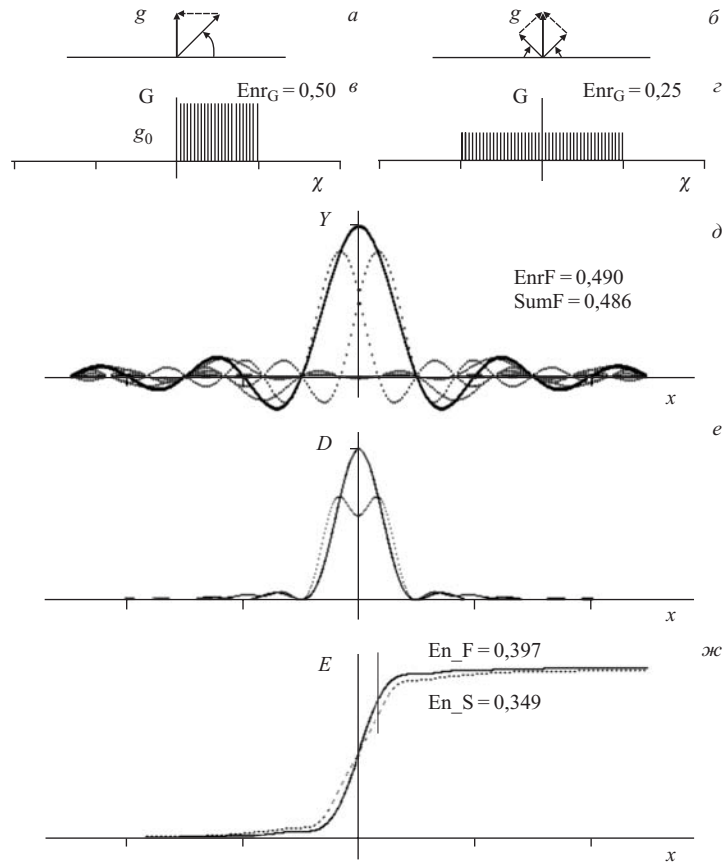 g
а
g
б
G
Enr_G = 0,50
в
G
Enr_G = 0,25
г
g_0
χ
χ
Y
д
EnrF = 0,490
SumF = 0,486
x
е
D
x
E
En_F = 0,397
ж
En_S = 0,349
x